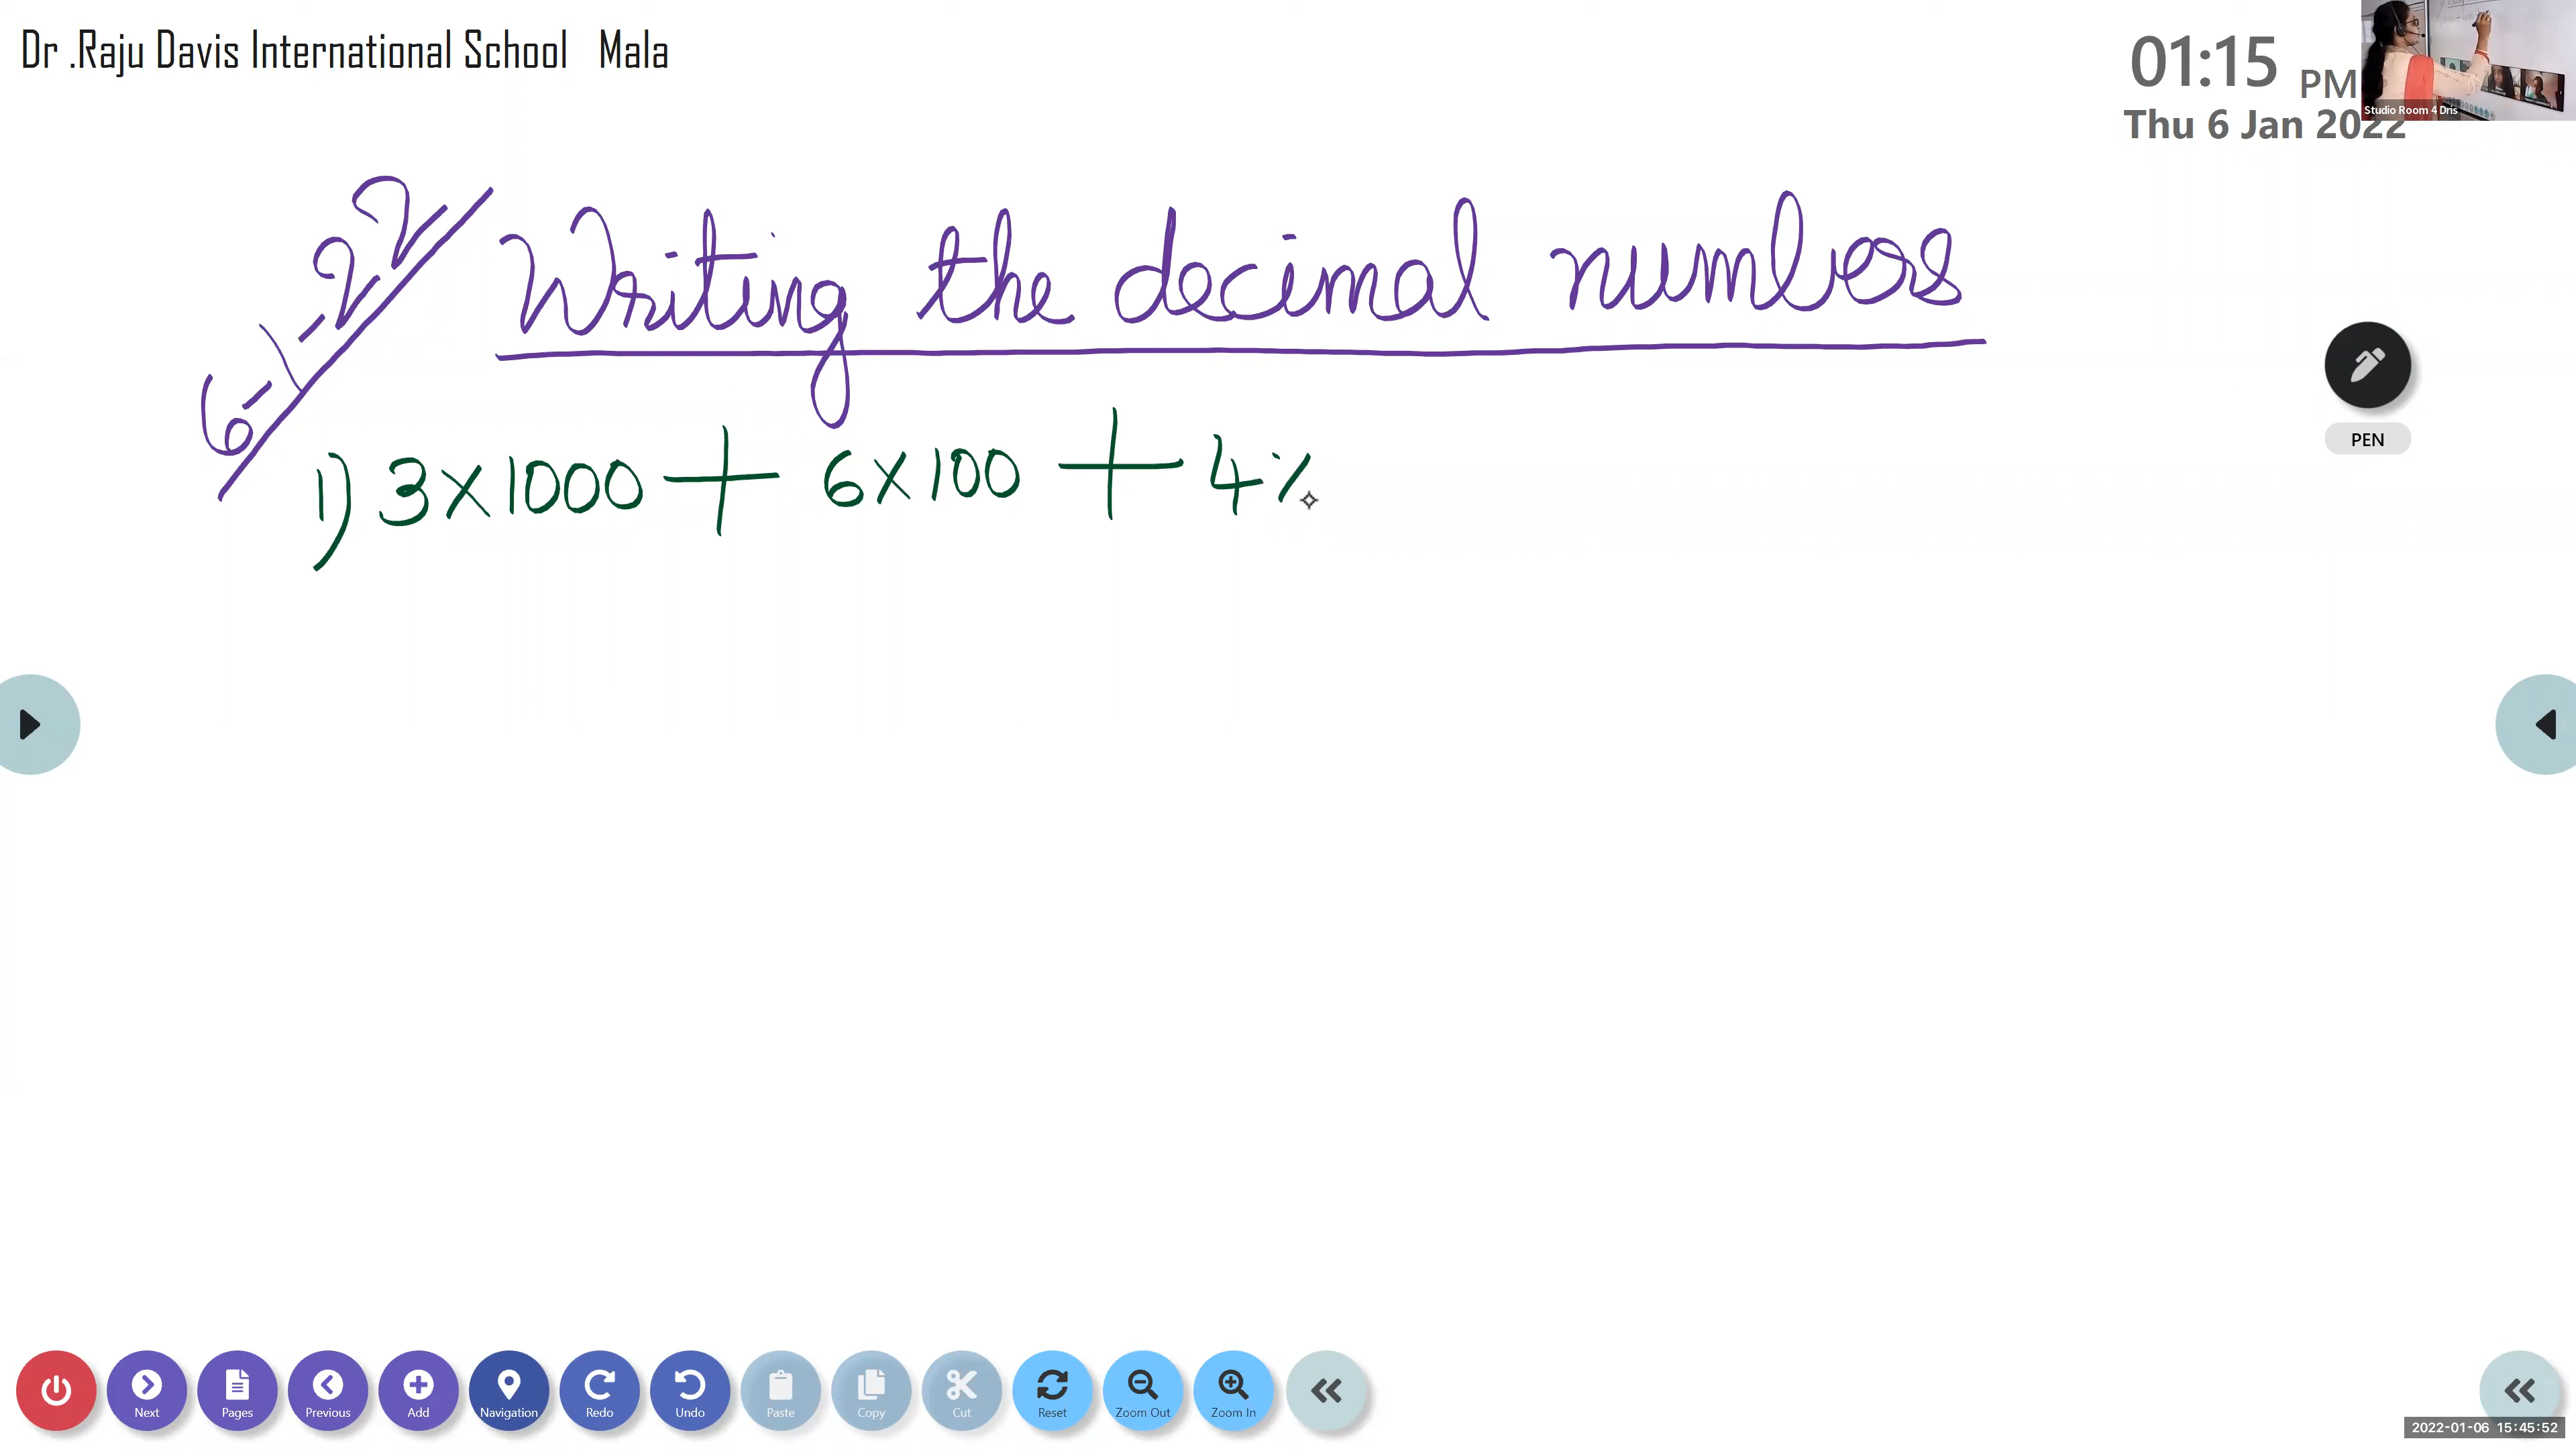 Dr .Raju Davis International School Mala
01:15 PM
Thu 6 Jan 2022
Studio Room 4 Dris
6-1-22
Writing the decimal numbers
PEN
1) 3×1000 + 6×100 + 4
Next Pages Previous Add Navigation Redo Undo Paste Copy Cut Reset Zoom Out Zoom In
2022-01-06 15:45:52